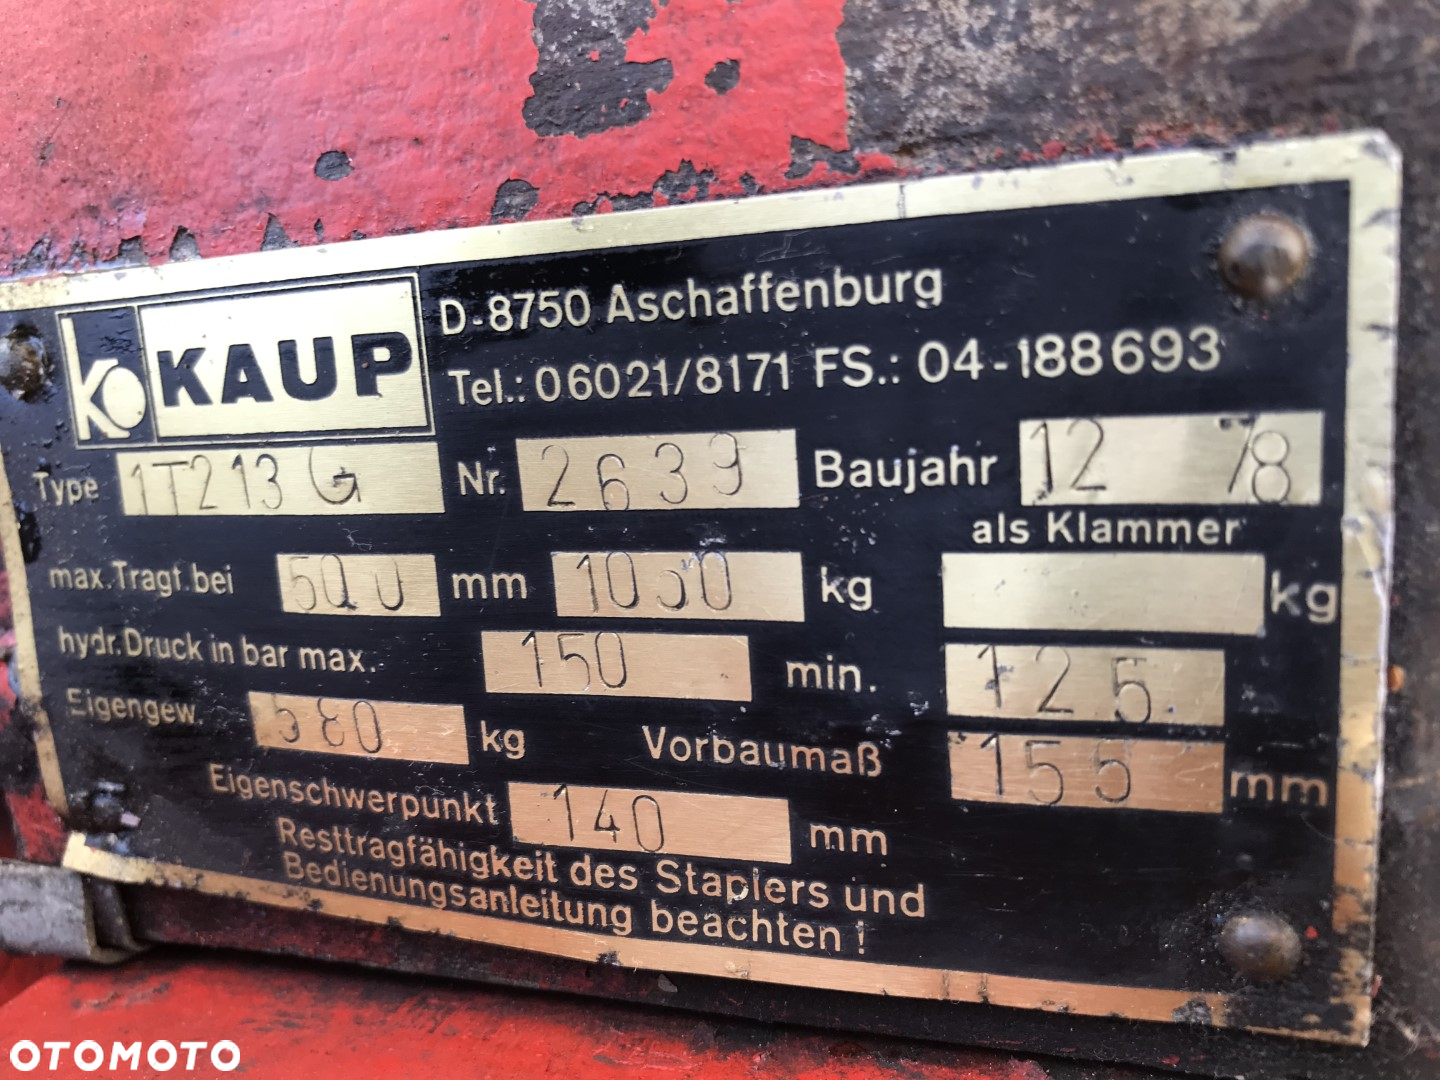 KAUP
D-8750 Aschaffenburg
Tel.: 06021/8171 FS.: 04-188693
Type 1T213G Nr. 2639 Baujahr 12 78
als Klammer
max. Tragf. bei 500 mm kg kg
hydr. Druck in bar max. 150 min. 125
Eigengew. 580 kg Vorbaumaß 155 mm
Eigenschwerpunkt 140 mm
Resttragfähigkeit des Staplers und
Bedienungsanleitung beachten!
OTOMOTO